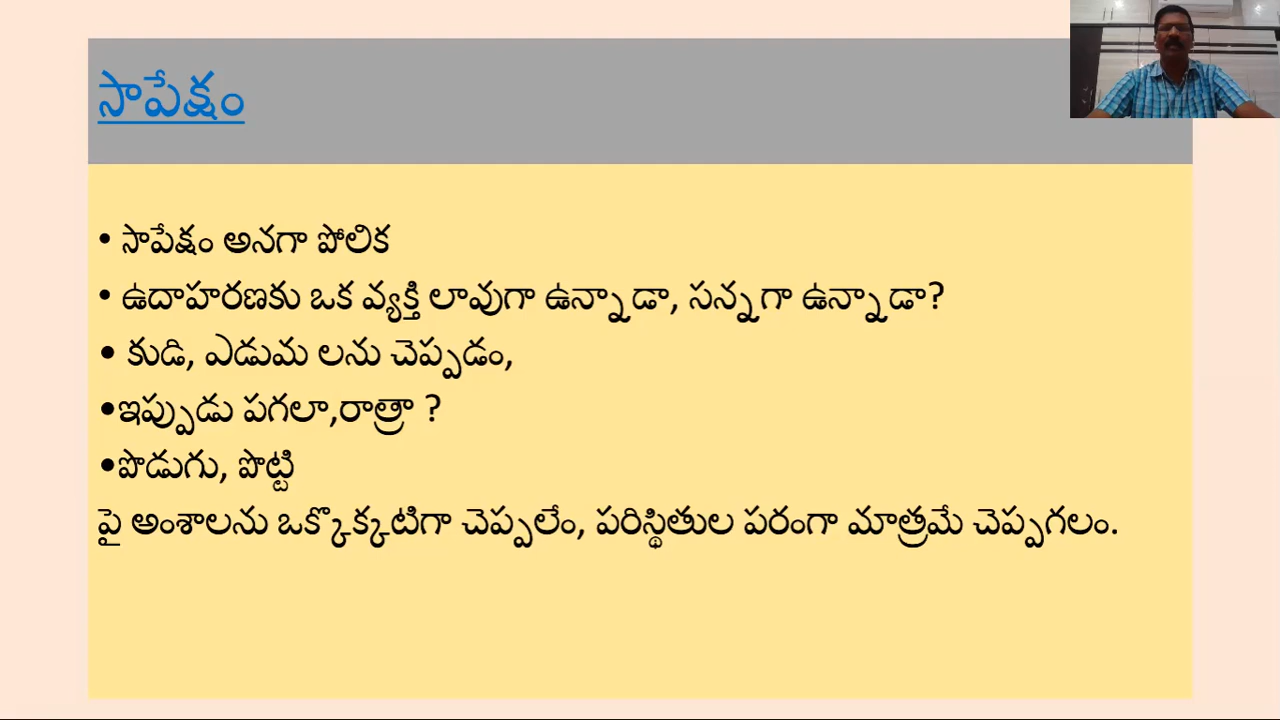 సాపేక్షం
• సాపేక్షం అనగా పోలిక
• ఉదాహరణకు ఒక వ్యక్తి లావుగా ఉన్నాడా, సన్నగా ఉన్నాడా?
• కుడి, ఎడుమ లను చెప్పడం,
•ఇప్పుడు పగలా,రాత్రా ?
•పొడుగు, పొట్టి
పై అంశాలను ఒక్కొక్కటిగా చెప్పలేం, పరిస్థితుల పరంగా మాత్రమే చెప్పగలం.